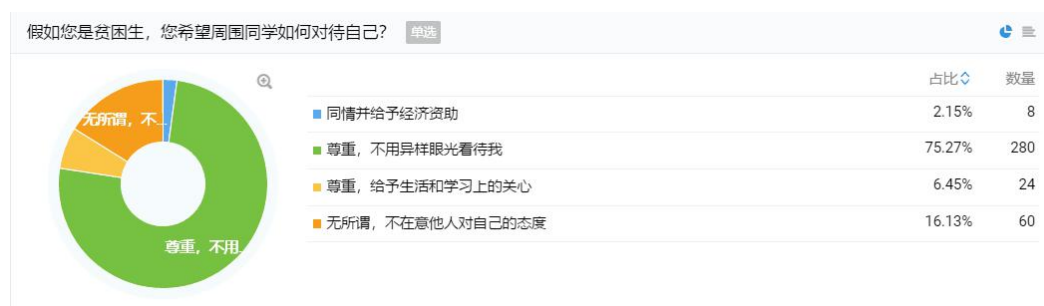 假如您是贫困生，您希望周围同学如何对待自己？ 单选
占比 数量
同情并给予经济资助 2.15% 8
尊重，不用异样眼光看待我 75.27% 280
尊重，给予生活和学习上的关心 6.45% 24
无所谓，不在意他人对自己的态度 16.13% 60
无所谓，不...
尊重，不用...